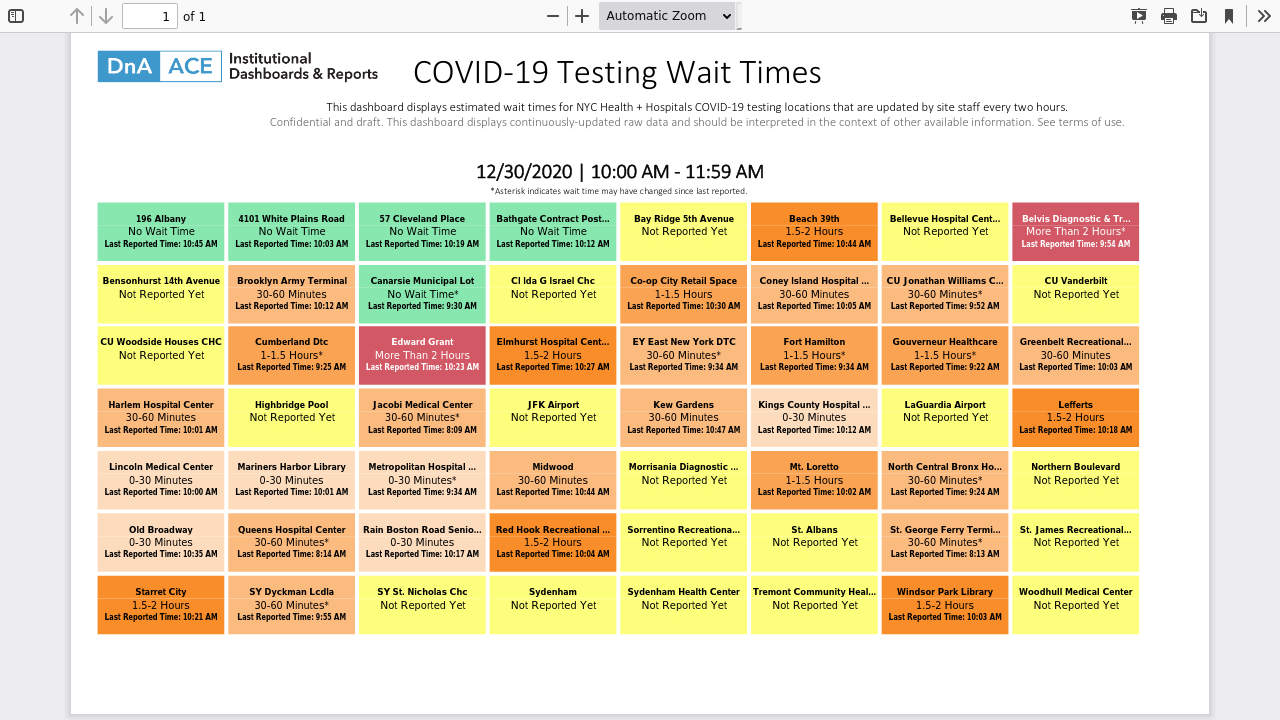 1 of 1 Automatic Zoom
DnA ACE Institutional Dashboards & Reports
COVID-19 Testing Wait Times
This dashboard displays estimated wait times for NYC Health + Hospitals COVID-19 testing locations that are updated by site staff every two hours.
Confidential and draft. This dashboard displays continuously-updated raw data and should be interpreted in the context of other available information. See terms of use.
12/30/2020 | 10:00 AM - 11:59 AM
*Asterisk indicates wait time may have changed since last reported.
196 Albany
No Wait Time
Last Reported Time: 10:45 AM
4101 White Plains Road
No Wait Time
Last Reported Time: 10:03 AM
57 Cleveland Place
No Wait Time
Last Reported Time: 10:19 AM
Bathgate Contract Post...
No Wait Time
Last Reported Time: 10:12 AM
Bay Ridge 5th Avenue
Not Reported Yet
Beach 39th
1.5-2 Hours
Last Reported Time: 10:44 AM
Bellevue Hospital Cent...
Not Reported Yet
Belvis Diagnostic & Tr...
More Than 2 Hours*
Last Reported Time: 9:54 AM
Bensonhurst 14th Avenue
Not Reported Yet
Brooklyn Army Terminal
30-60 Minutes
Last Reported Time: 10:12 AM
Canarsie Municipal Lot
No Wait Time*
Last Reported Time: 9:30 AM
Cl Ida G Israel Chc
Not Reported Yet
Co-op City Retail Space
1-1.5 Hours
Last Reported Time: 10:30 AM
Coney Island Hospital ...
30-60 Minutes
Last Reported Time: 10:05 AM
CU Jonathan Williams C...
30-60 Minutes*
Last Reported Time: 9:52 AM
CU Vanderbilt
Not Reported Yet
CU Woodside Houses CHC
Not Reported Yet
Cumberland Dtc
1-1.5 Hours*
Last Reported Time: 9:25 AM
Edward Grant
More Than 2 Hours
Last Reported Time: 10:23 AM
Elmhurst Hospital Cent...
1.5-2 Hours
Last Reported Time: 10:27 AM
EY East New York DTC
30-60 Minutes*
Last Reported Time: 9:34 AM
Fort Hamilton
1-1.5 Hours*
Last Reported Time: 9:34 AM
Gouverneur Healthcare
1-1.5 Hours*
Last Reported Time: 9:22 AM
Greenbelt Recreational...
30-60 Minutes
Last Reported Time: 10:03 AM
Harlem Hospital Center
30-60 Minutes
Last Reported Time: 10:01 AM
Highbridge Pool
Not Reported Yet
Jacobi Medical Center
30-60 Minutes*
Last Reported Time: 8:09 AM
JFK Airport
Not Reported Yet
Kew Gardens
30-60 Minutes
Last Reported Time: 10:47 AM
Kings County Hospital ...
0-30 Minutes
Last Reported Time: 10:12 AM
LaGuardia Airport
Not Reported Yet
Lefferts
1.5-2 Hours
Last Reported Time: 10:18 AM
Lincoln Medical Center
0-30 Minutes
Last Reported Time: 10:00 AM
Mariners Harbor Library
0-30 Minutes
Last Reported Time: 10:01 AM
Metropolitan Hospital ...
0-30 Minutes*
Last Reported Time: 9:34 AM
Midwood
30-60 Minutes
Last Reported Time: 10:44 AM
Morrisania Diagnostic ...
Not Reported Yet
Mt. Loretto
1-1.5 Hours
Last Reported Time: 10:02 AM
North Central Bronx Ho...
30-60 Minutes*
Last Reported Time: 9:24 AM
Northern Boulevard
Not Reported Yet
Old Broadway
0-30 Minutes
Last Reported Time: 10:35 AM
Queens Hospital Center
30-60 Minutes*
Last Reported Time: 8:14 AM
Rain Boston Road Senio...
0-30 Minutes
Last Reported Time: 10:17 AM
Red Hook Recreational ...
1.5-2 Hours
Last Reported Time: 10:04 AM
Sorrentino Recreationa...
Not Reported Yet
St. Albans
Not Reported Yet
St. George Ferry Termi...
30-60 Minutes*
Last Reported Time: 8:13 AM
St. James Recreational...
Not Reported Yet
Starret City
1.5-2 Hours
Last Reported Time: 10:21 AM
SY Dyckman Lcdla
30-60 Minutes*
Last Reported Time: 9:55 AM
SY St. Nicholas Chc
Not Reported Yet
Sydenham
Not Reported Yet
Sydenham Health Center
Not Reported Yet
Tremont Community Heal...
Not Reported Yet
Windsor Park Library
1.5-2 Hours
Last Reported Time: 10:03 AM
Woodhull Medical Center
Not Reported Yet